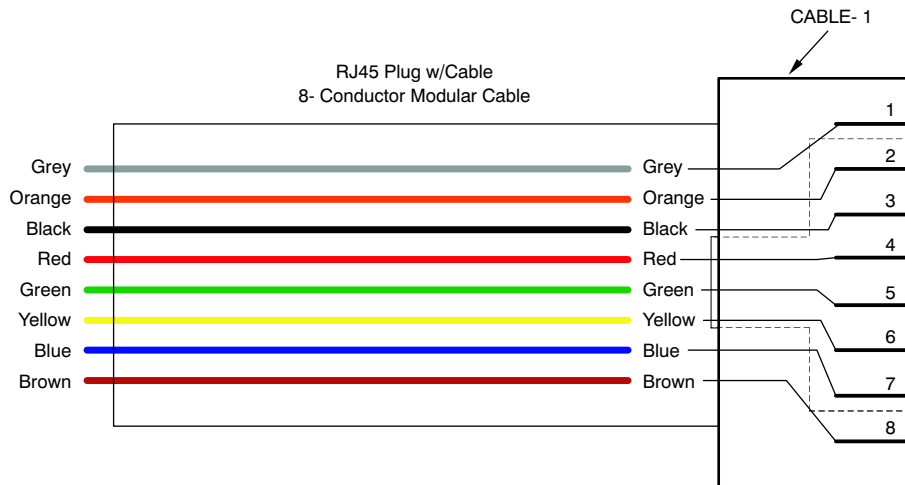 CABLE- 1
RJ45 Plug w/Cable
8- Conductor Modular Cable
1
Grey Grey 2
Orange Orange
Black Black 3
Red Red 4
Green Green 5
Yellow Yellow 6
Blue Blue
Brown Brown 7
8